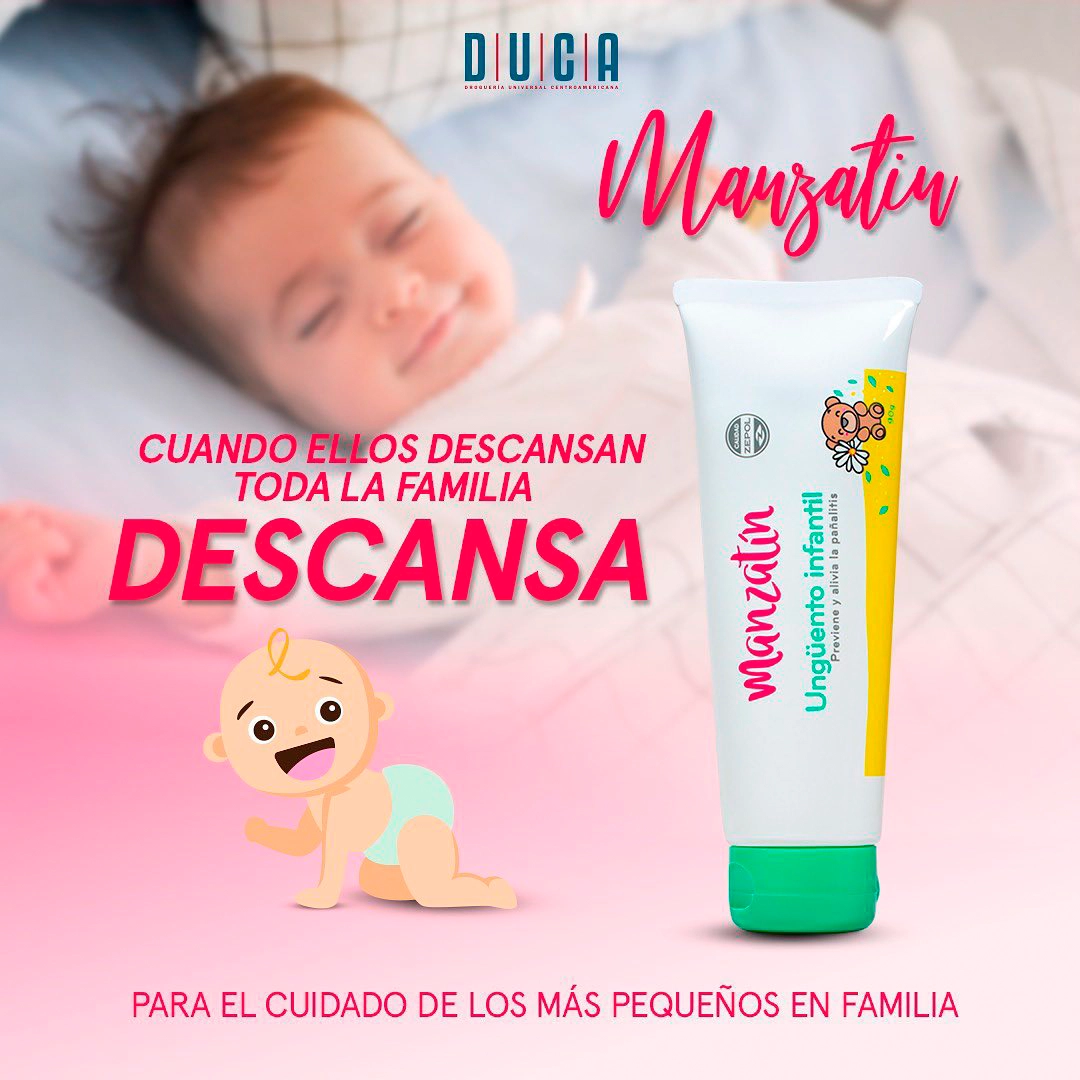 D|U|C|A
DROGUERÍA UNIVERSAL CENTROAMERICANA
Manzatin
CUANDO ELLOS DESCANSAN
TODA LA FAMILIA
DESCANSA
CALIDAD
ZEPOL
90g
manzatín
Ungüento infantil
Previene y alivia la pañalitis
PARA EL CUIDADO DE LOS MÁS PEQUEÑOS EN FAMILIA